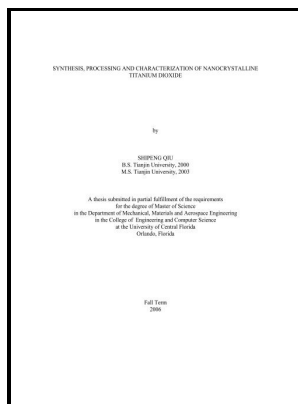 SYNTHESIS, PROCESSING AND CHARACTERIZATION OF NANOCRYSTALLINE
TITANIUM DIOXIDE
by
SHIPENG QIU
B.S. Tianjin University, 2000
M.S. Tianjin University, 2003
A thesis submitted in partial fulfillment of the requirements
for the degree of Master of Science
in the Department of Mechanical, Materials and Aerospace Engineering
in the College of Engineering and Computer Science
at the University of Central Florida
Orlando, Florida
Fall Term
2006